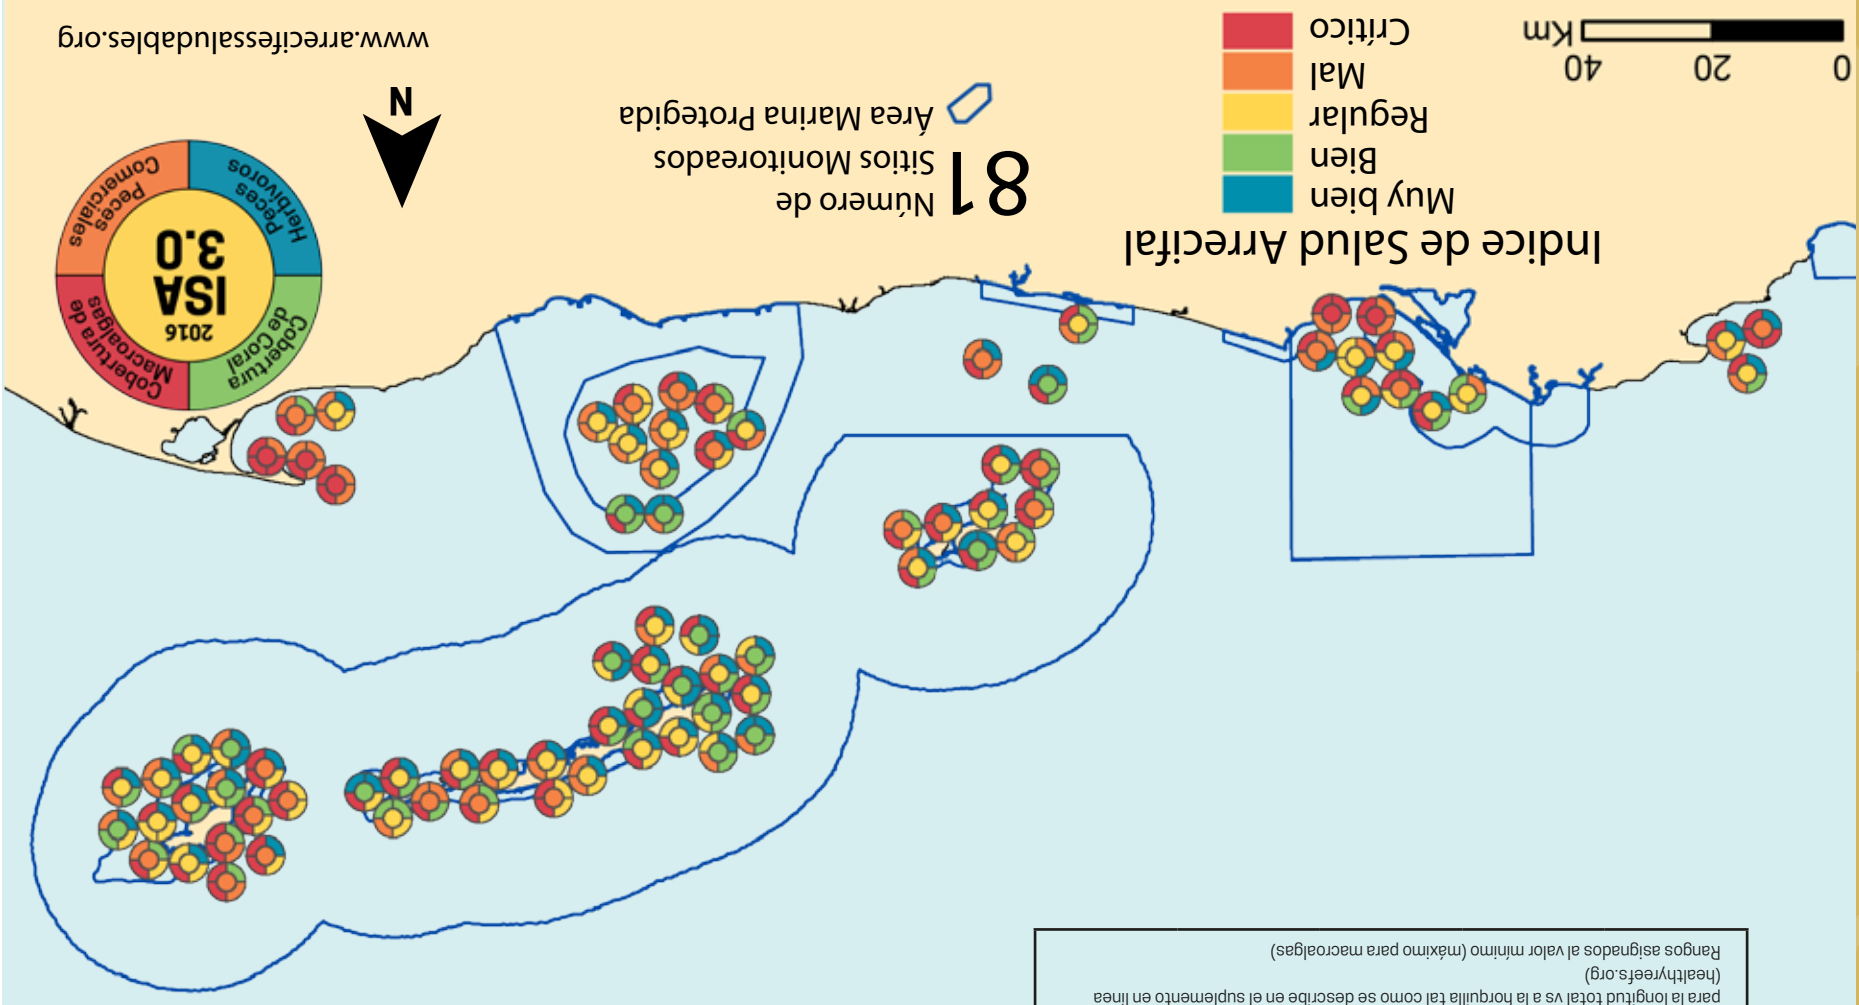 para la longitud total vs a la horquilla tal como se describe en el suplemento en línea
(healthyreefs.org)
Rangos asignados al valor mínimo (máximo para macroalgas)
Cobertura
de Coral
Cobertura de
Macroalgas
2016
ISA
3.0
Peces
Herbívoros
Peces
Comerciales
Indice de Salud Arrecifal
Muy bien
Bien
Regular
Mal
Crítico
81
Número de
Sitios Monitoreados
Área Marina Protegida
N
0 20 40
Km
www.arrecifessaludables.org